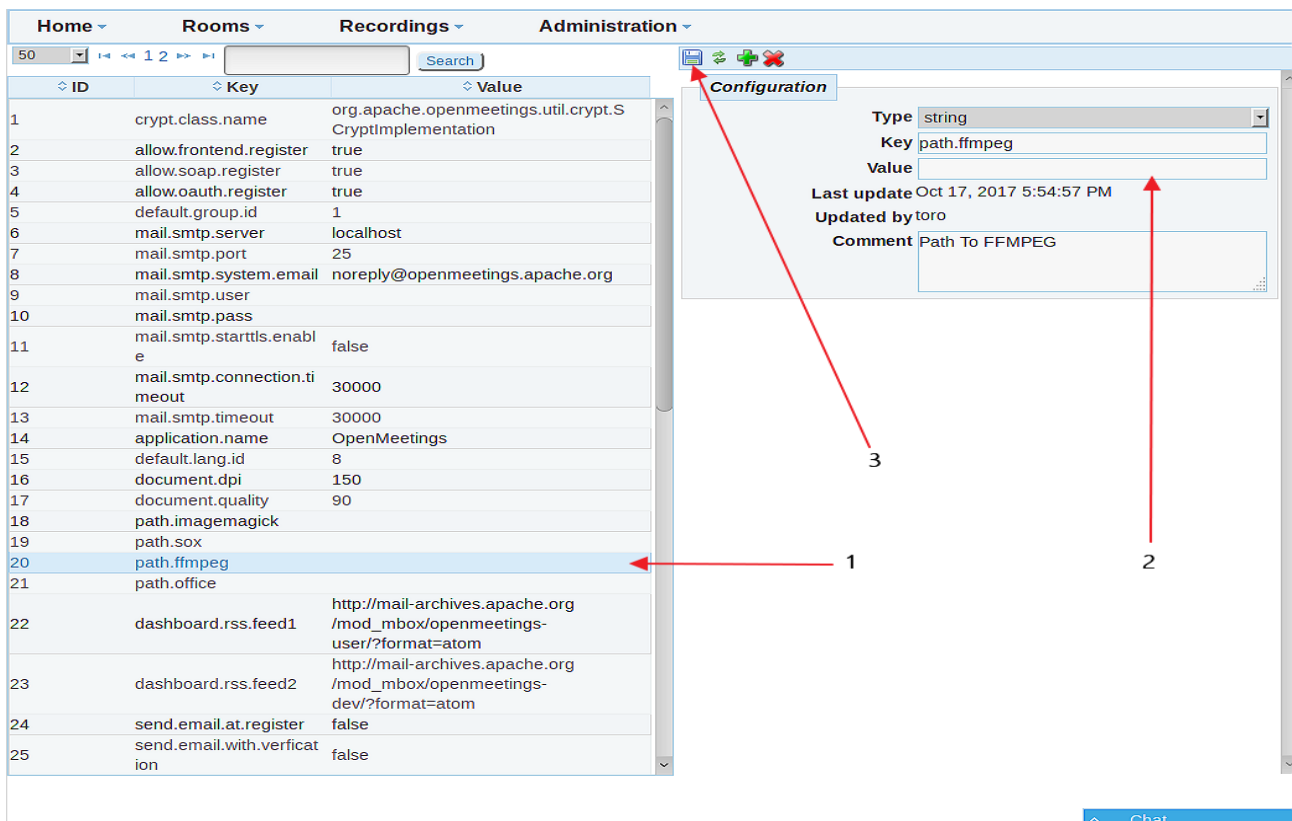 Home Rooms Recordings Administration
50 1 2 Search
ID Key Value
1 crypt.class.name org.apache.openmeetings.util.crypt.S
CryptImplementation
2 allow.frontend.register true
3 allow.soap.register true
4 allow.oauth.register true
5 default.group.id 1
6 mail.smtp.server localhost
7 mail.smtp.port 25
8 mail.smtp.system.email noreply@openmeetings.apache.org
9 mail.smtp.user
10 mail.smtp.pass
11 mail.smtp.starttls.enabl
e false
12 mail.smtp.connection.ti
meout 30000
13 mail.smtp.timeout 30000
14 application.name OpenMeetings
15 default.lang.id 8
16 document.dpi 150
17 document.quality 90
18 path.imagemagick
19 path.sox
20 path.ffmpeg
21 path.office
22 dashboard.rss.feed1 http://mail-archives.apache.org
/mod_mbox/openmeetings-
user/?format=atom
23 dashboard.rss.feed2 http://mail-archives.apache.org
/mod_mbox/openmeetings-
dev/?format=atom
24 send.email.at.register false
25 send.email.with.verficat
ion false
Configuration
Type string
Key path.ffmpeg
Value
Last update Oct 17, 2017 5:54:57 PM
Updated by toro
Comment Path To FFMPEG
3
1
2
Chat